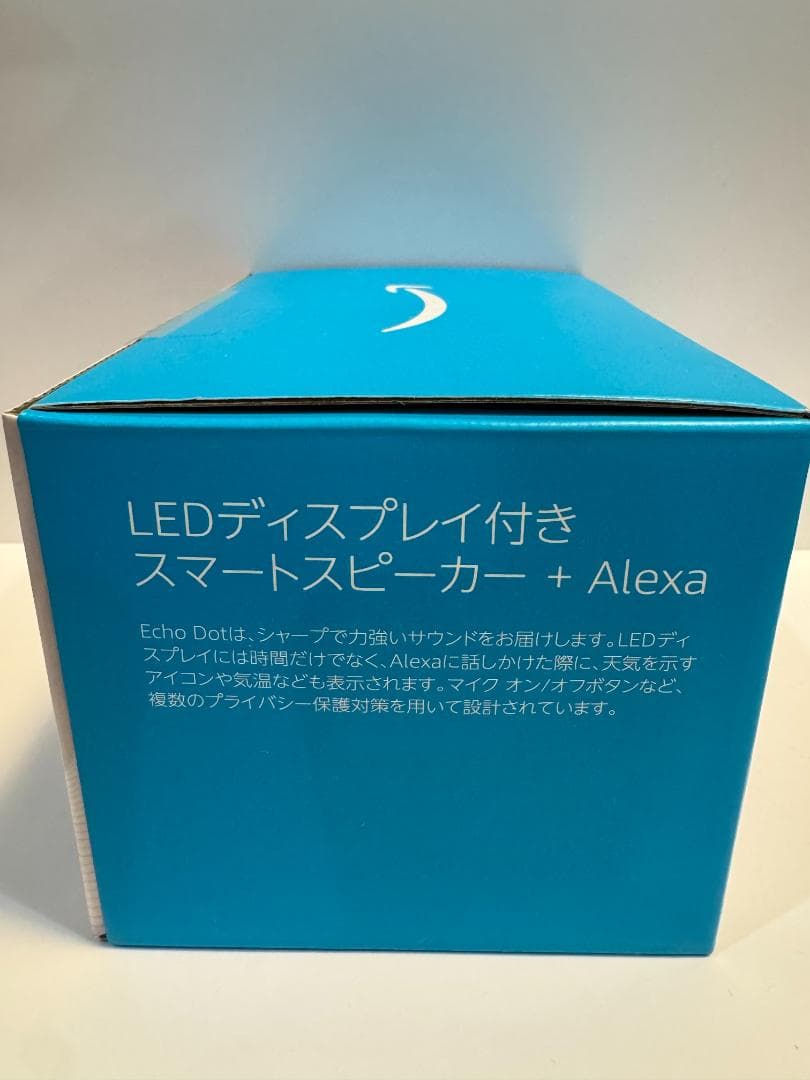 LEDディスプレイ付き
スマートスピーカー + Alexa
Echo Dotは、シャープで力強いサウンドをお届けします。LEDディ
スプレイには時間だけでなく、Alexaに話しかけた際に、天気を示す
アイコンや気温なども表示されます。マイク オン/オフボタンなど、
複数のプライバシー保護対策を用いて設計されています。